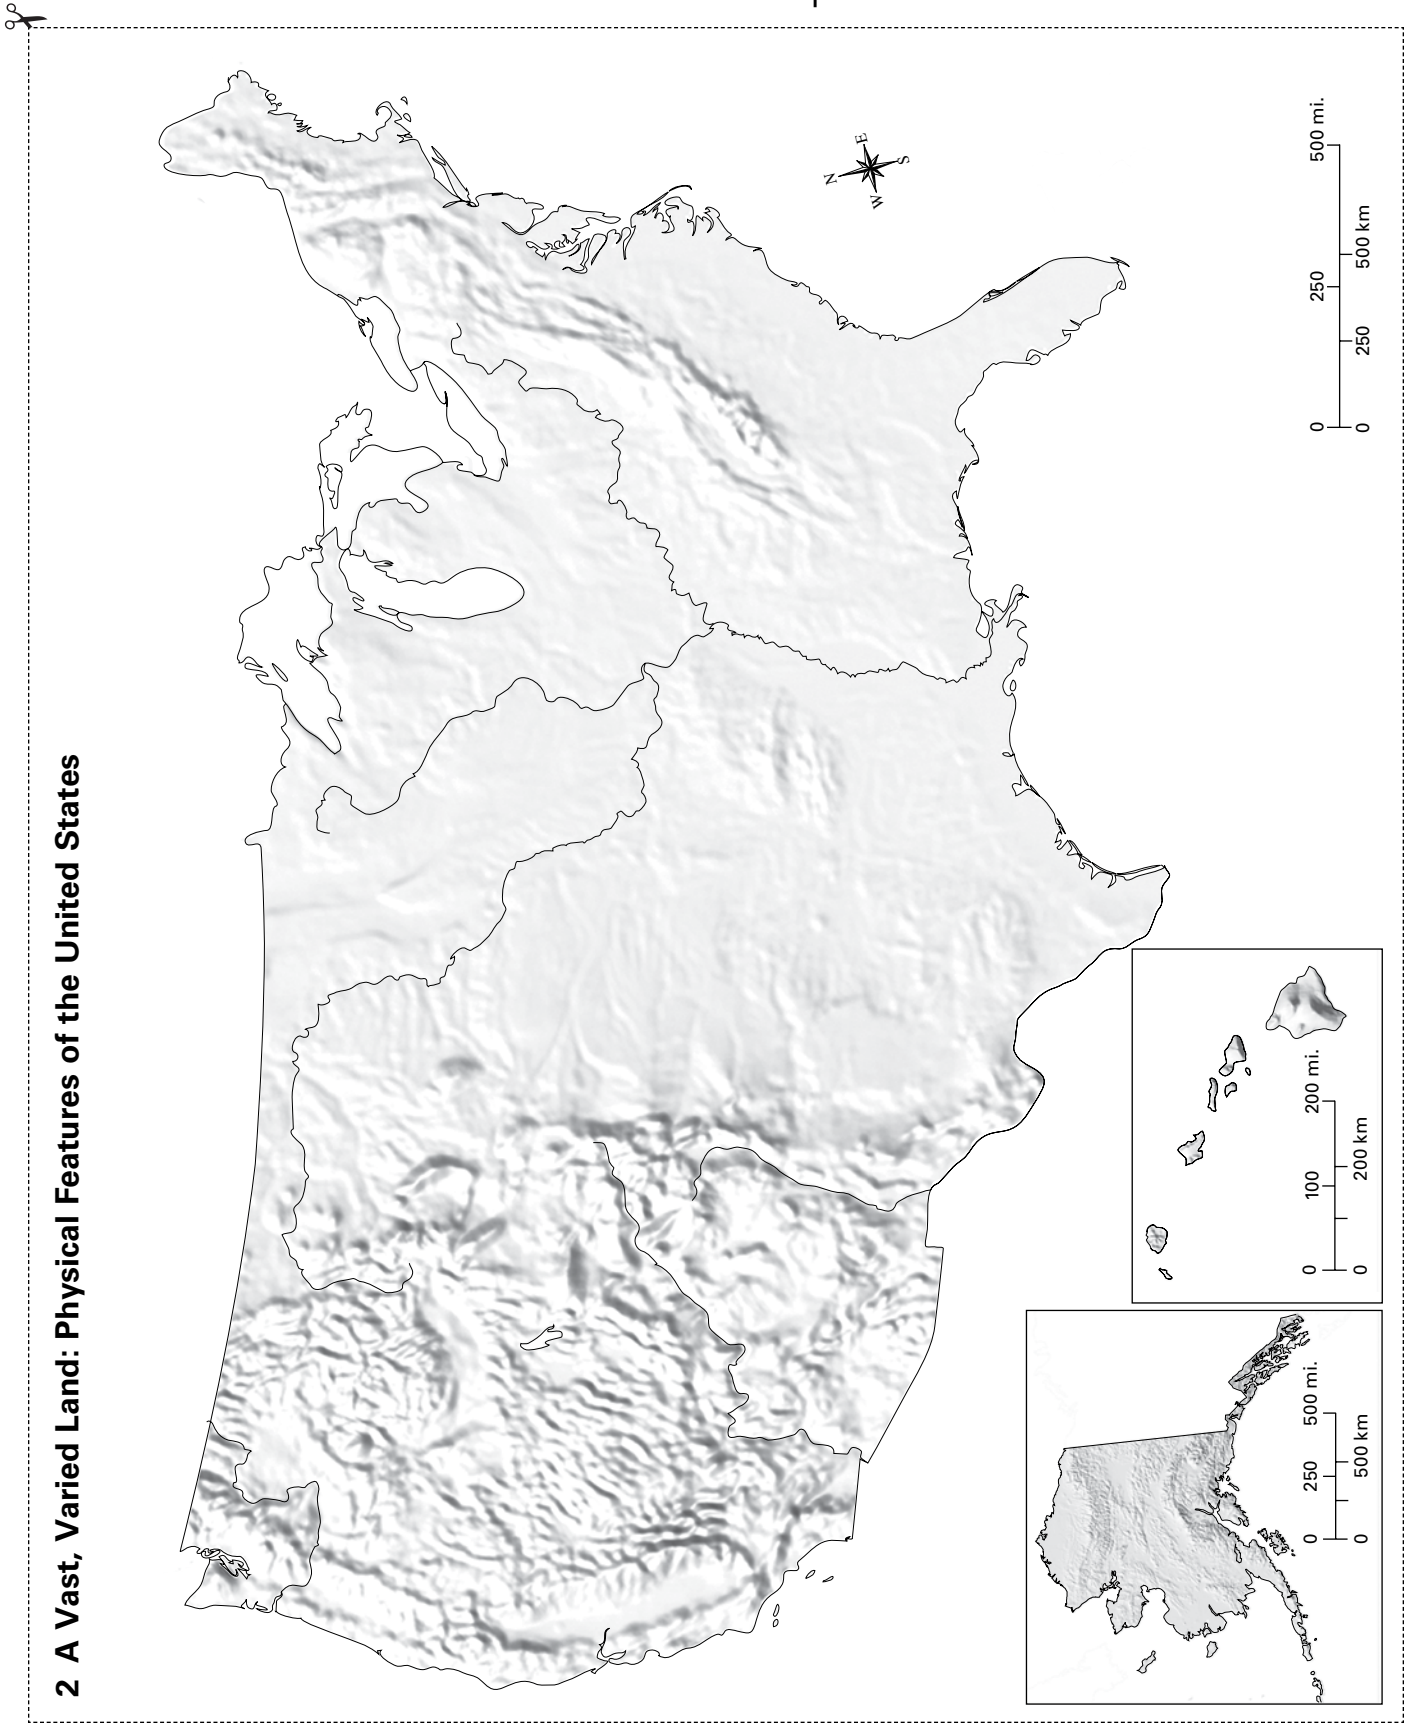 2 A Vast, Varied Land: Physical Features of the United States
N
E
W
S
0 250 500 mi.
0 250 500 km
0 100 200 mi.
0 200 km
0 250 500 mi.
0 500 km